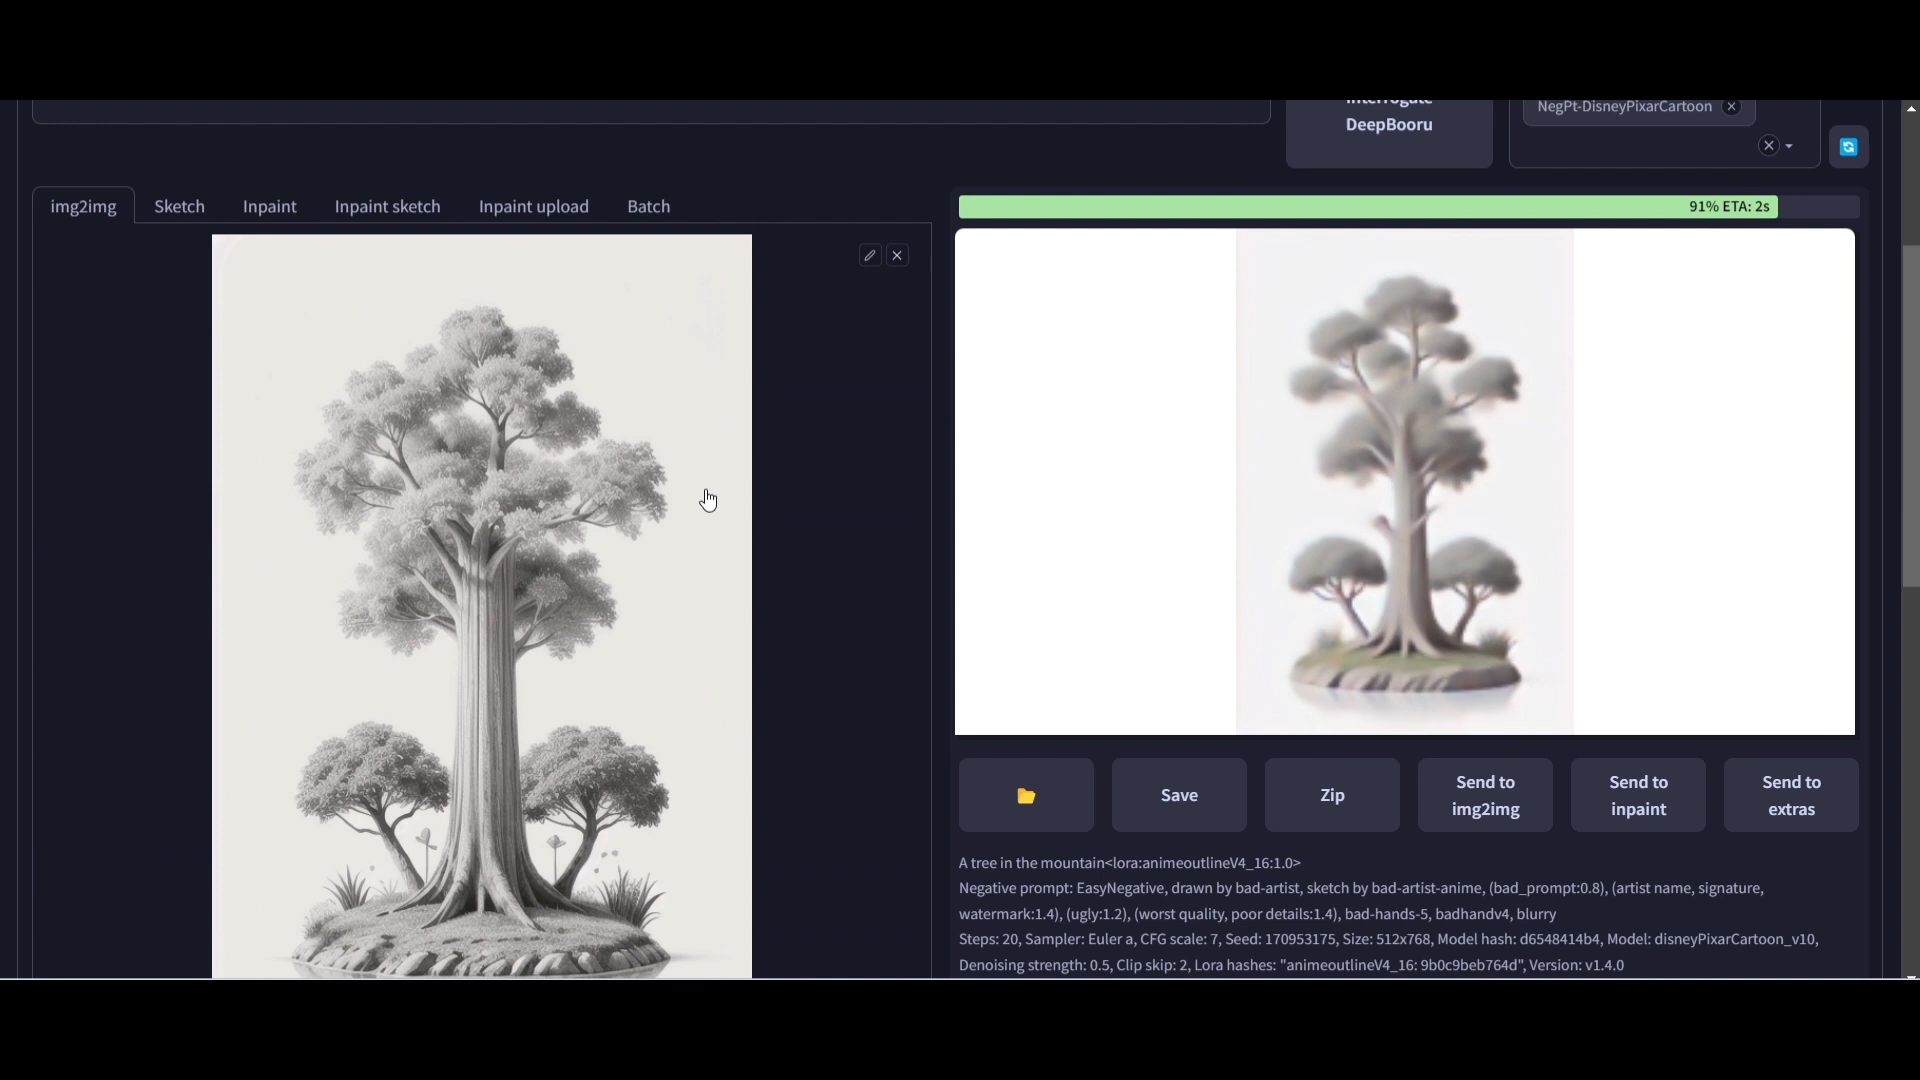 Interrogate
DeepBooru
NegPt-DisneyPixarCartoon
img2img
Sketch
Inpaint
Inpaint sketch
Inpaint upload
Batch
91% ETA: 2s
Save
Zip
Send to
img2img
Send to
inpaint
Send to
extras
A tree in the mountain<lora:animeoutlineV4_16:1.0>
Negative prompt: EasyNegative, drawn by bad-artist, sketch by bad-artist-anime, (bad_prompt:0.8), (artist name, signature,
watermark:1.4), (ugly:1.2), (worst quality, poor details:1.4), bad-hands-5, badhandv4, blurry
Steps: 20, Sampler: Euler a, CFG scale: 7, Seed: 170953175, Size: 512x768, Model hash: d6548414b4, Model: disneyPixarCartoon_v10,
Denoising strength: 0.5, Clip skip: 2, Lora hashes: "animeoutlineV4_16: 9b0c9beb764d", Version: v1.4.0